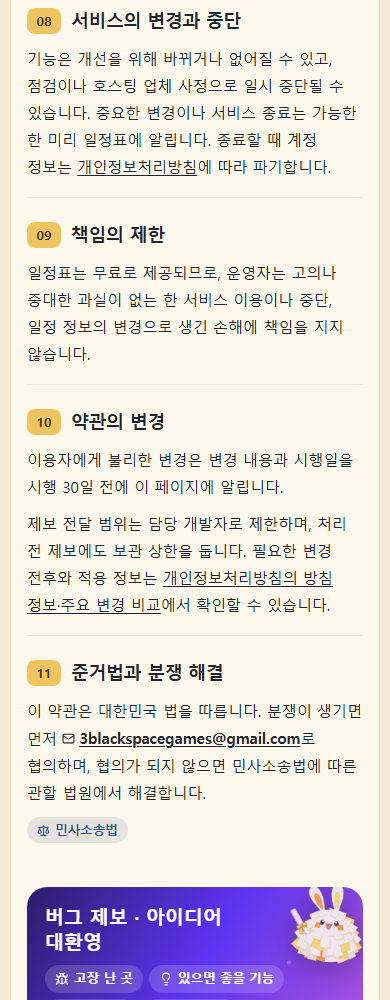 08 서비스의 변경과 중단
기능은 개선을 위해 바뀌거나 없어질 수 있고,
점검이나 호스팅 업체 사정으로 일시 중단될 수
있습니다. 중요한 변경이나 서비스 종료는 가능한
한 미리 일정표에 알립니다. 종료할 때 계정
정보는 개인정보처리방침에 따라 파기합니다.
09 책임의 제한
일정표는 무료로 제공되므로, 운영자는 고의나
중대한 과실이 없는 한 서비스 이용이나 중단,
일정 정보의 변경으로 생긴 손해에 책임을 지지
않습니다.
10 약관의 변경
이용자에게 불리한 변경은 변경 내용과 시행일을
시행 30일 전에 이 페이지에 알립니다.
제보 전달 범위는 담당 개발자로 제한하며, 처리
전 제보에도 보관 상한을 둡니다. 필요한 변경
전후와 적용 정보는 개인정보처리방침의 방침
정보·주요 변경 비교에서 확인할 수 있습니다.
11 준거법과 분쟁 해결
이 약관은 대한민국 법을 따릅니다. 분쟁이 생기면
먼저 3blackspacegames@gmail.com로
협의하며, 협의가 되지 않으면 민사소송법에 따른
관할 법원에서 해결합니다.
민사소송법
버그 제보 · 아이디어
대환영
고장 난 곳 있으면 좋을 기능